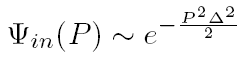 Ψ_{in}(P) ∼ e^{-\frac{P^2 Δ^2}{2}}